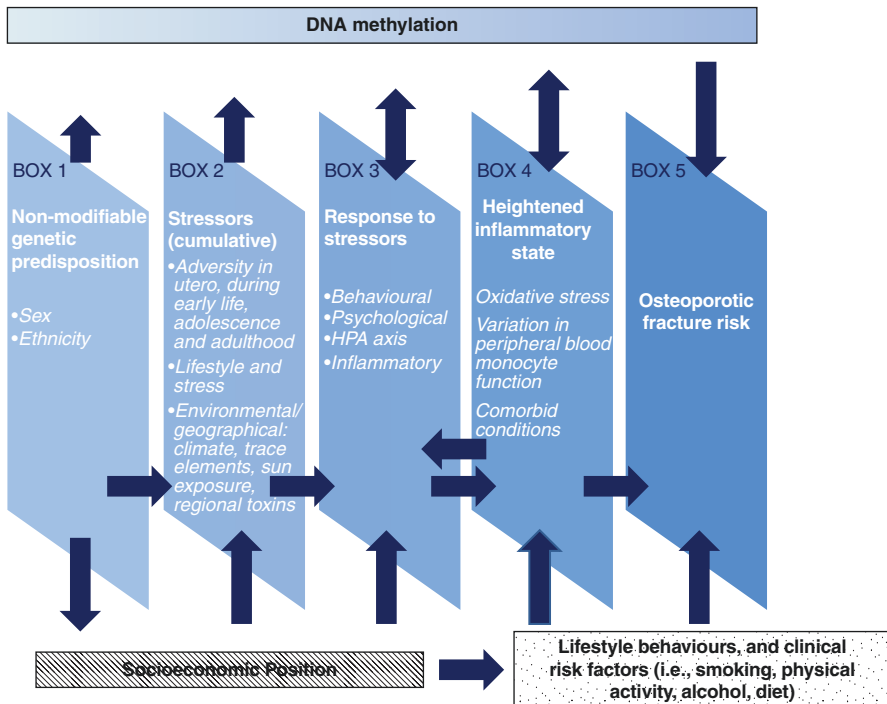 DNA methylation
BOX 1
Non-modifiable
genetic
predisposition
•Sex
•Ethnicity
BOX 2
Stressors
(cumulative)
•Adversity in
utero, during
early life,
adolescence
and adulthood
•Lifestyle and
stress
•Environmental/
geographical:
climate, trace
elements, sun
exposure,
regional toxins
BOX 3
Response to
stressors
•Behavioural
•Psychological
•HPA axis
•Inflammatory
BOX 4
Heightened
inflammatory
state
Oxidative stress
Variation in
peripheral blood
monocyte
function
Comorbid
conditions
BOX 5
Osteoporotic
fracture risk
Socioeconomic Position
Lifestyle behaviours, and clinical
risk factors (i.e., smoking, physical
activity, alcohol, diet)